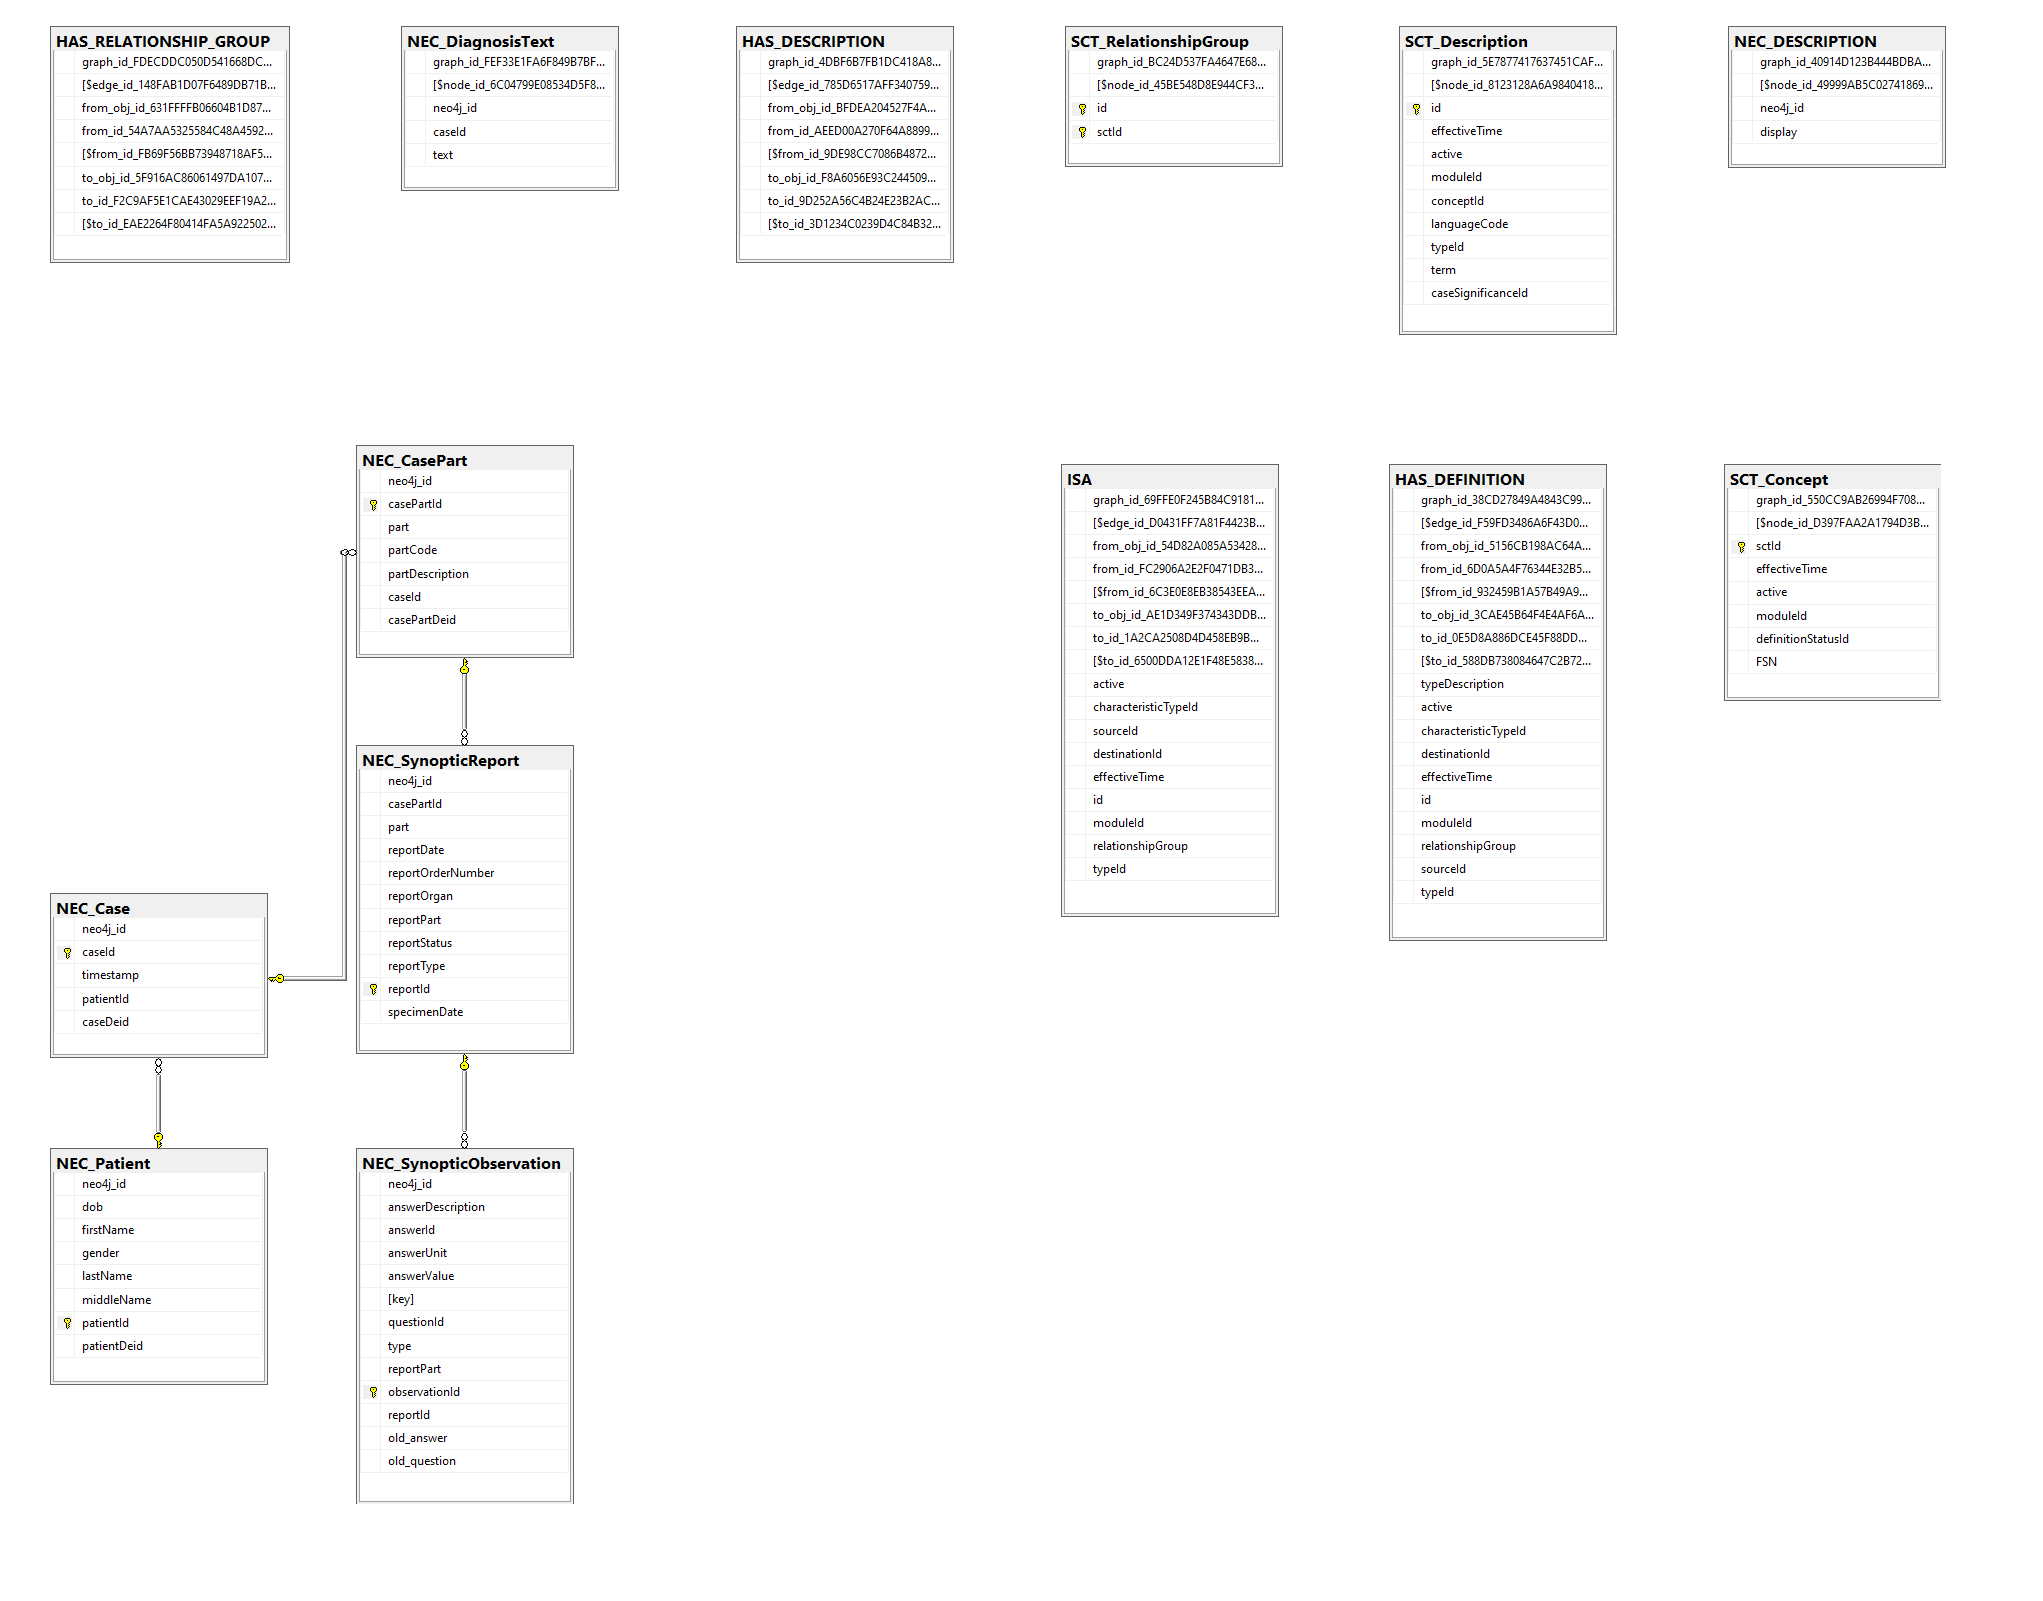 HAS_RELATIONSHIP_GROUP
graph_id_FDECDDC050D541668DC...
[$edge_id_148FAB1D07F6489DB71B...
from_obj_id_631FFFFB06604B1D87...
from_id_54A7AA5325584C48A4592...
[$from_id_FB69F56BB73948718AF5...
to_obj_id_5F916AC86061497DA107...
to_id_F2C9AF5E1CAE43029EEF19A2...
[$to_id_EAE2264F80414FA5A922502...
NEC_DiagnosisText
graph_id_FEF33E1FA6F849B7BF...
[$node_id_6C04799E08534D5F8...
neo4j_id
caseId
text
HAS_DESCRIPTION
graph_id_4DBF6B7FB1DC418A8...
[$edge_id_785D6517AFF340759...
from_obj_id_BFDEA204527F4A...
from_id_AEED00A270F64A8899...
[$from_id_9DE98CC7086B4872...
to_obj_id_F8A6056E93C244509...
to_id_9D252A56C4B24E23B2AC...
[$to_id_3D1234C0239D4C84B32...
SCT_RelationshipGroup
graph_id_BC24D537FA4647E68...
[$node_id_45BE548D8E944CF3...
id
sctId
SCT_Description
graph_id_5E7877417637451CAF...
[$node_id_8123128A6A9840418...
id
effectiveTime
active
moduleId
conceptId
languageCode
typeId
term
caseSignificanceId
NEC_DESCRIPTION
graph_id_40914D123B444BDBA...
[$node_id_49999AB5C02741869...
neo4j_id
display
NEC_CasePart
neo4j_id
casePartId
part
partCode
partDescription
caseId
casePartDeid
ISA
graph_id_69FFE0F245B84C9181...
[$edge_id_D0431FF7A81F4423B...
from_obj_id_54D82A085A53428...
from_id_FC2906A2E2F0471DB3...
[$from_id_6C3E0E8EB38543EEA...
to_obj_id_AE1D349F374343DDB...
to_id_1A2CA2508D4D458EB9B...
[$to_id_6500DDA12E1F48E5838...
active
characteristicTypeId
sourceId
destinationId
effectiveTime
id
moduleId
relationshipGroup
typeId
HAS_DEFINITION
graph_id_38CD27849A4843C99...
[$edge_id_F59FD3486A6F43D0...
from_obj_id_5156CB198AC64A...
from_id_6D0A5A4F76344E32B5...
[$from_id_932459B1A57B49A9...
to_obj_id_3CAE45B64F4E4AF6A...
to_id_0E5D8A886DCE45F88DD...
[$to_id_588DB738084647C2B72...
typeDescription
active
characteristicTypeId
destinationId
effectiveTime
id
moduleId
relationshipGroup
sourceId
typeId
SCT_Concept
graph_id_550CC9AB26994F708...
[$node_id_D397FAA2A1794D3B...
sctId
effectiveTime
active
moduleId
definitionStatusId
FSN
NEC_SynopticReport
neo4j_id
casePartId
part
reportDate
reportOrderNumber
reportOrgan
reportPart
reportStatus
reportType
reportId
specimenDate
NEC_Case
neo4j_id
caseId
timestamp
patientId
caseDeid
NEC_Patient
neo4j_id
dob
firstName
gender
lastName
middleName
patientId
patientDeid
NEC_SynopticObservation
neo4j_id
answerDescription
answerId
answerUnit
answerValue
[key]
questionId
type
reportPart
observationId
reportId
old_answer
old_question